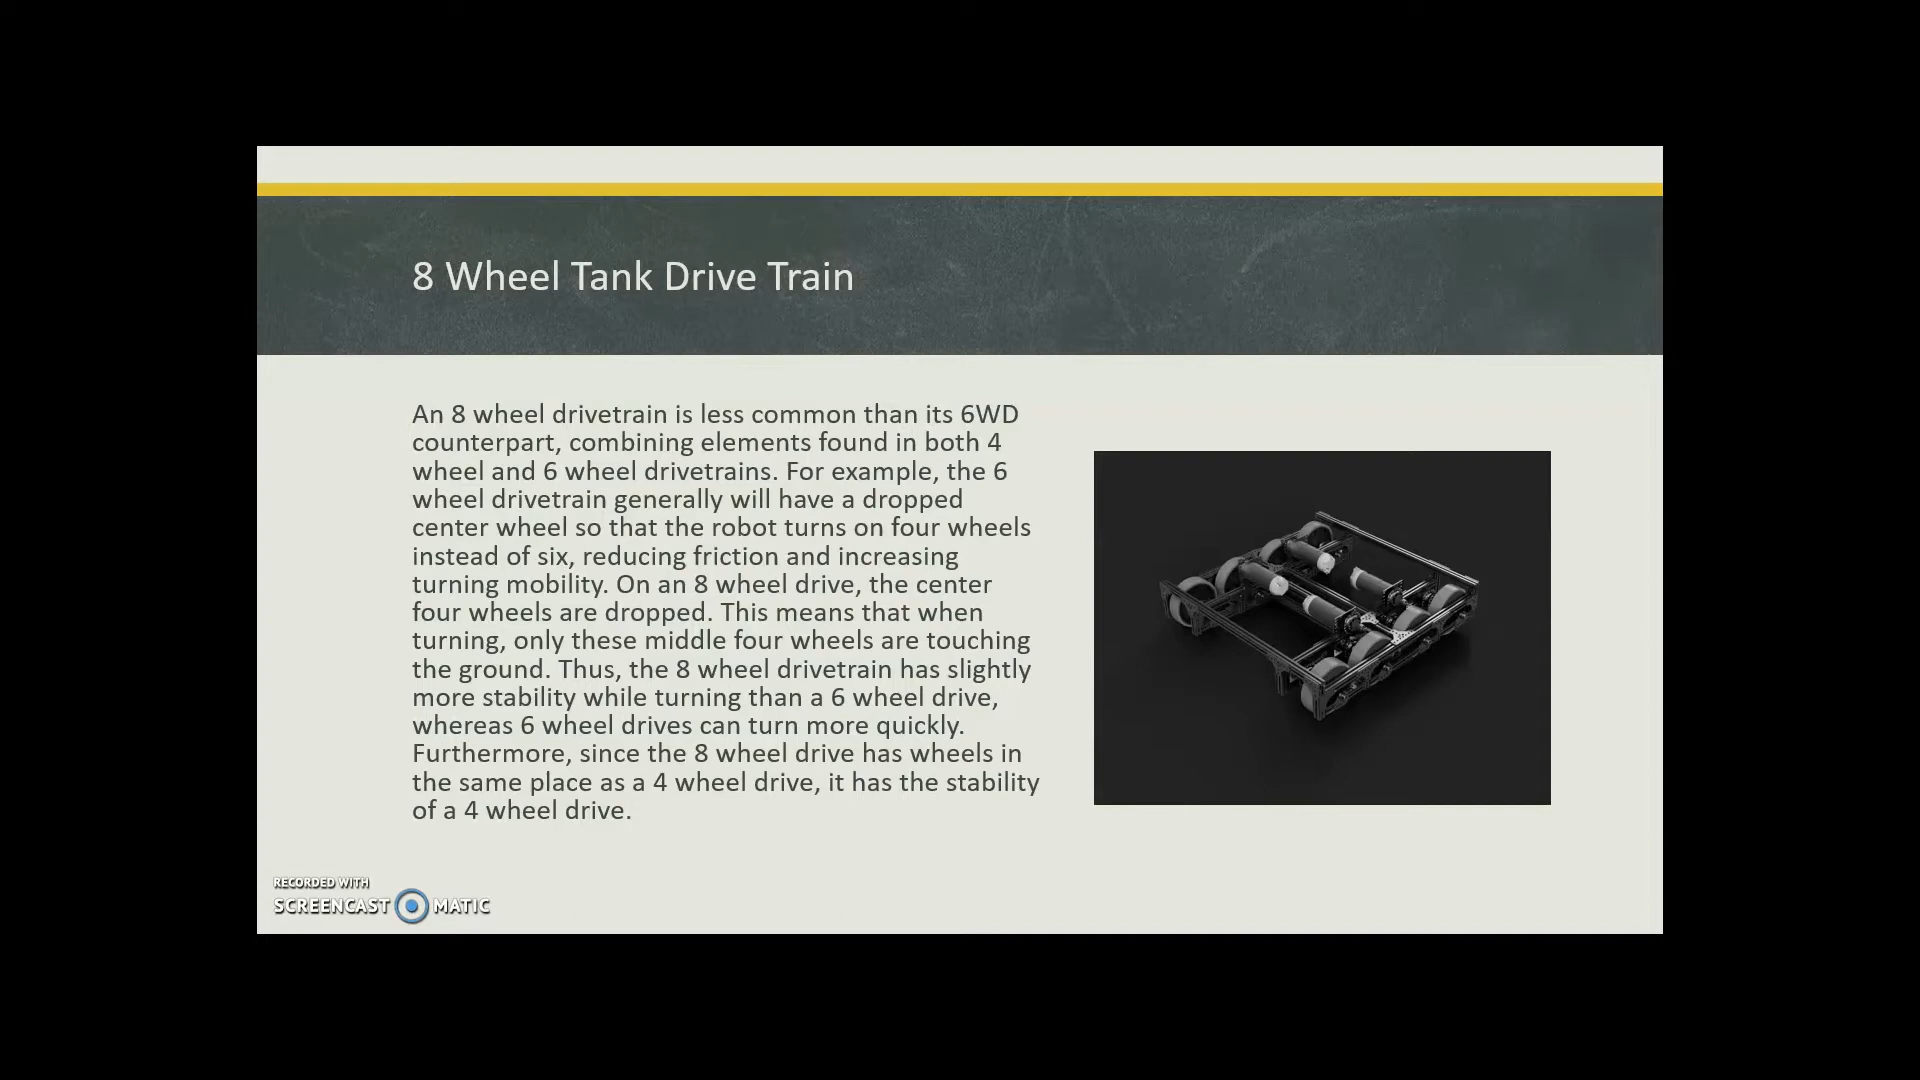 8 Wheel Tank Drive Train
An 8 wheel drivetrain is less common than its 6WD
counterpart, combining elements found in both 4
wheel and 6 wheel drivetrains. For example, the 6
wheel drivetrain generally will have a dropped
center wheel so that the robot turns on four wheels
instead of six, reducing friction and increasing
turning mobility. On an 8 wheel drive, the center
four wheels are dropped. This means that when
turning, only these middle four wheels are touching
the ground. Thus, the 8 wheel drivetrain has slightly
more stability while turning than a 6 wheel drive,
whereas 6 wheel drives can turn more quickly.
Furthermore, since the 8 wheel drive has wheels in
the same place as a 4 wheel drive, it has the stability
of a 4 wheel drive.
RECORDED WITH
SCREENCAST MATIC